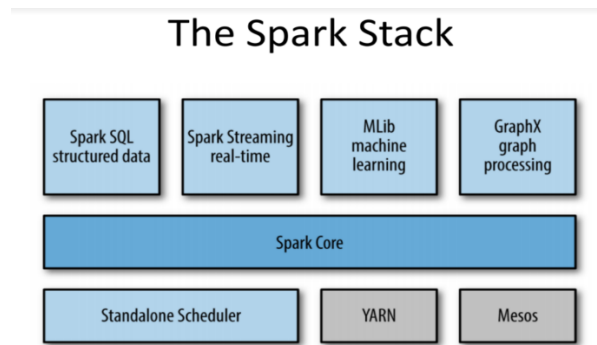 The Spark Stack
Spark SQL
structured data
Spark Streaming
real-time
MLib
machine
learning
GraphX
graph
processing
Spark Core
Standalone Scheduler
YARN
Mesos